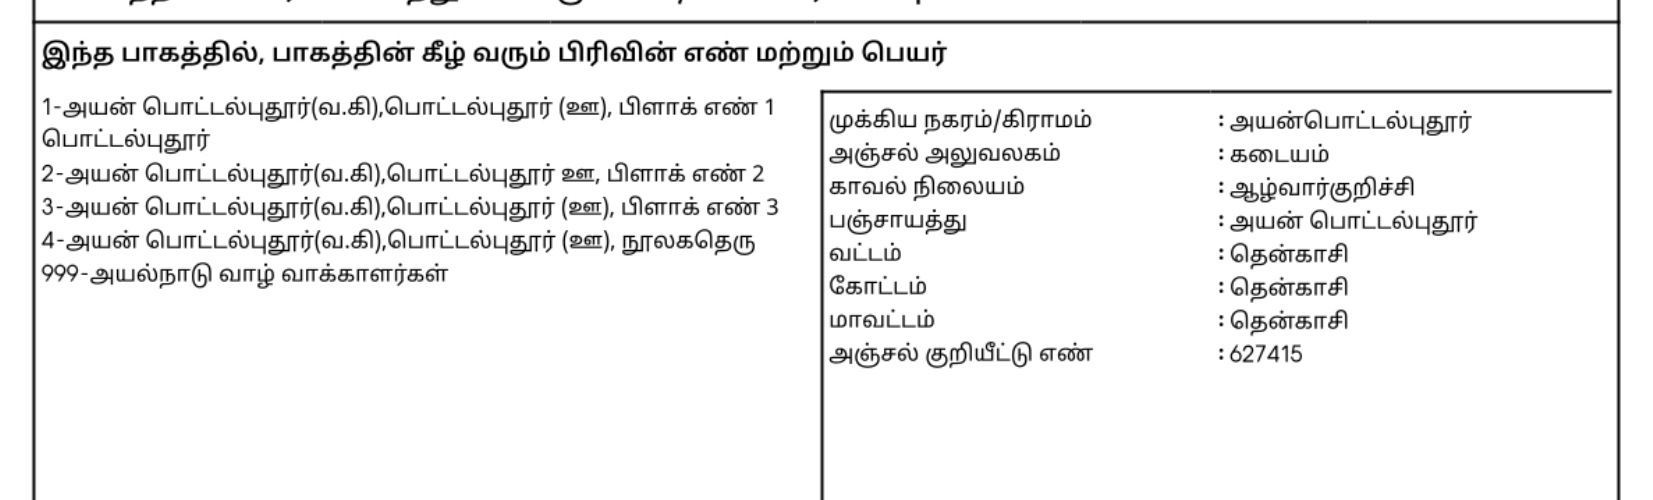 இந்த பாகத்தில், பாகத்தின் கீழ் வரும் பிரிவின் எண் மற்றும் பெயர்
1-அயன் பொட்டல்புதூர்(வ.கி),பொட்டல்புதூர் (ஊ), பிளாக் எண் 1
பொட்டல்புதூர்
2-அயன் பொட்டல்புதூர்(வ.கி),பொட்டல்புதூர் ஊ, பிளாக் எண் 2
3-அயன் பொட்டல்புதூர்(வ.கி),பொட்டல்புதூர் (ஊ), பிளாக் எண் 3
4-அயன் பொட்டல்புதூர்(வ.கி),பொட்டல்புதூர் (ஊ), நூலகதெரு
999-அயல்நாடு வாழ் வாக்காளர்கள்
முக்கிய நகரம்/கிராமம் : அயன்பொட்டல்புதூர்
அஞ்சல் அலுவலகம் : கடையம்
காவல் நிலையம் : ஆழ்வார்குறிச்சி
பஞ்சாயத்து : அயன் பொட்டல்புதூர்
வட்டம் : தென்காசி
கோட்டம் : தென்காசி
மாவட்டம் : தென்காசி
அஞ்சல் குறியீட்டு எண் : 627415